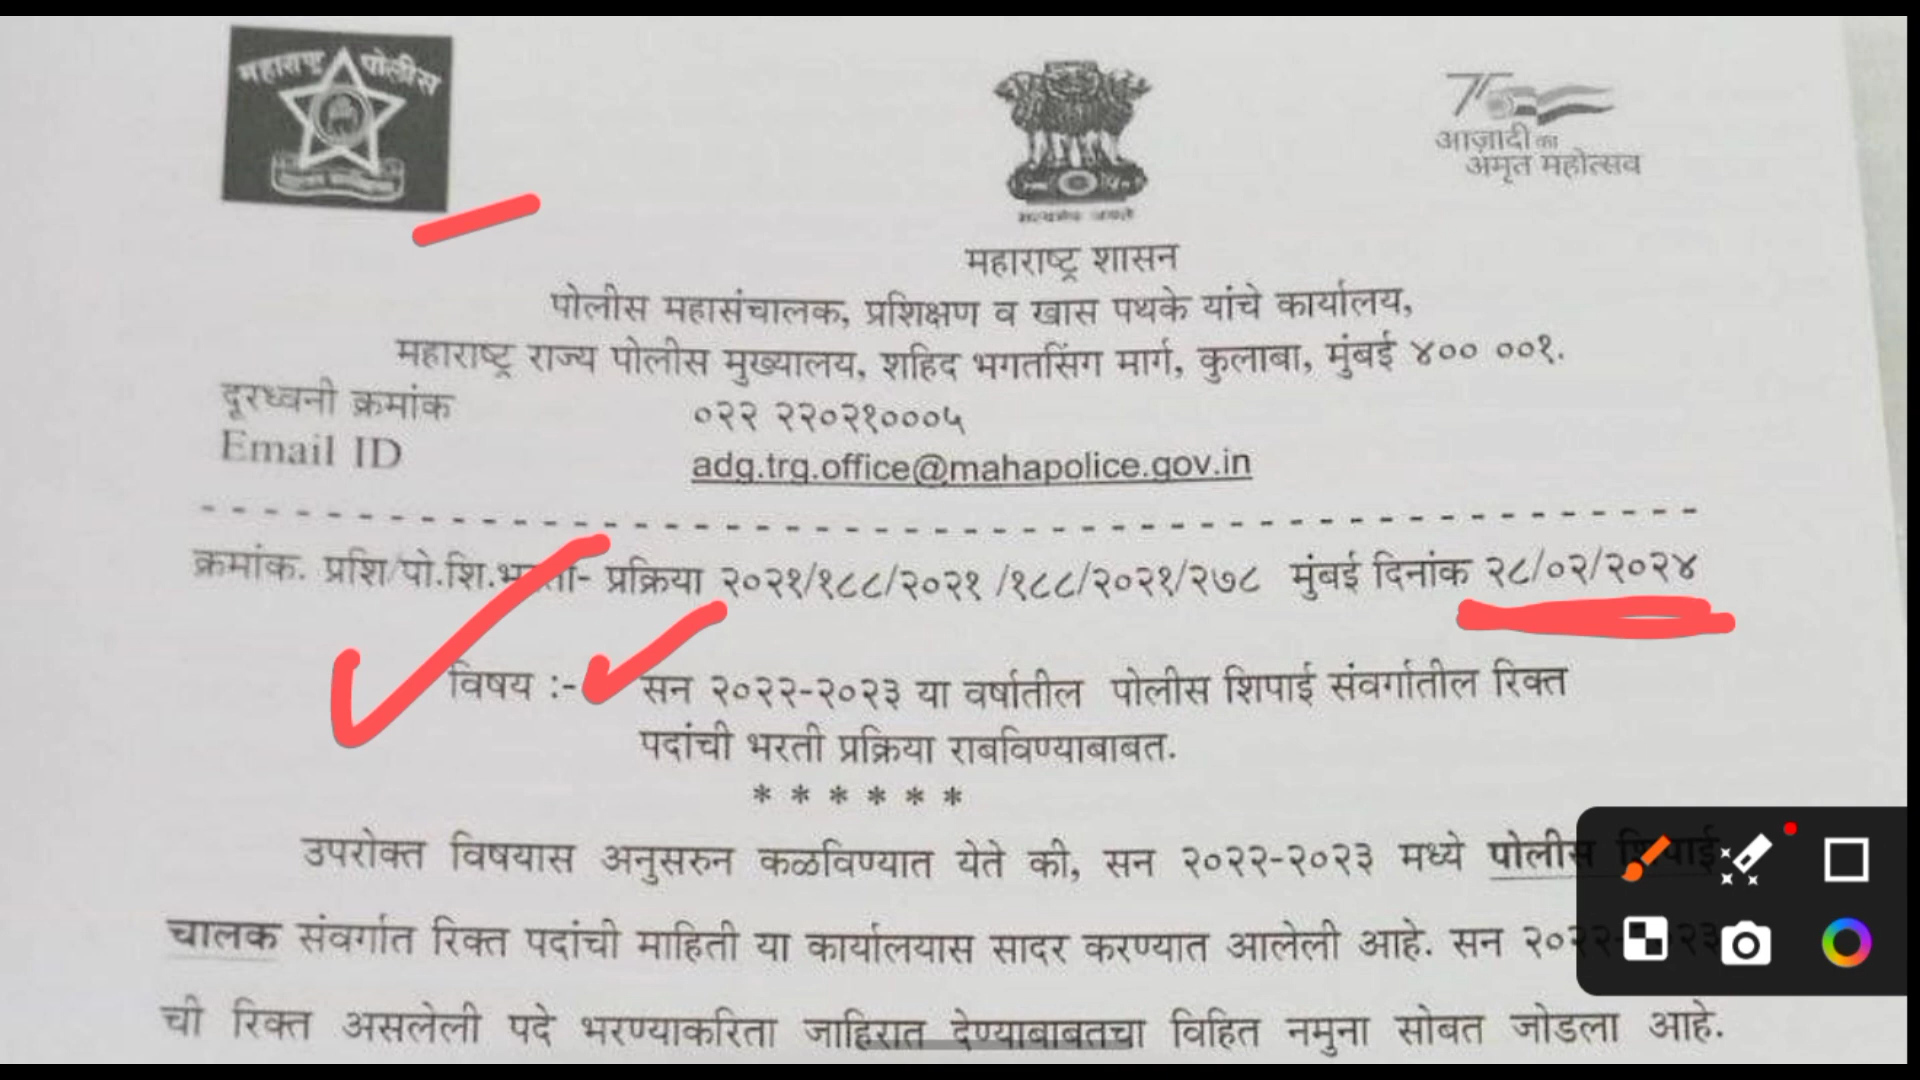 महाराष्ट्र पोलीस
आज़ादी का
अमृत महोत्सव
महाराष्ट्र शासन
पोलीस महासंचालक, प्रशिक्षण व खास पथके यांचे कार्यालय,
महाराष्ट्र राज्य पोलीस मुख्यालय, शहिद भगतसिंग मार्ग, कुलाबा, मुंबई ४०० ००१.
दूरध्वनी क्रमांक ०२२ २२०२१०००५
Email ID adg.trg.office@mahapolice.gov.in
क्रमांक. प्रशि/पो.शि.भरती- प्रक्रिया २०२१/१८८/२०२१ /१८८/२०२१/२७८ मुंबई दिनांक २८/०२/२०२४
विषय :- सन २०२२-२०२३ या वर्षातील पोलीस शिपाई संवर्गातील रिक्त
पदांची भरती प्रक्रिया राबविण्याबाबत.
* * * * * *
उपरोक्त विषयास अनुसरुन कळविण्यात येते की, सन २०२२-२०२३ मध्ये पोलीस शिपाई
चालक संवर्गात रिक्त पदांची माहिती या कार्यालयास सादर करण्यात आलेली आहे. सन २०२२-२०२३
ची रिक्त असलेली पदे भरण्याकरिता जाहिरात देण्याबाबतचा विहित नमुना सोबत जोडला आहे.